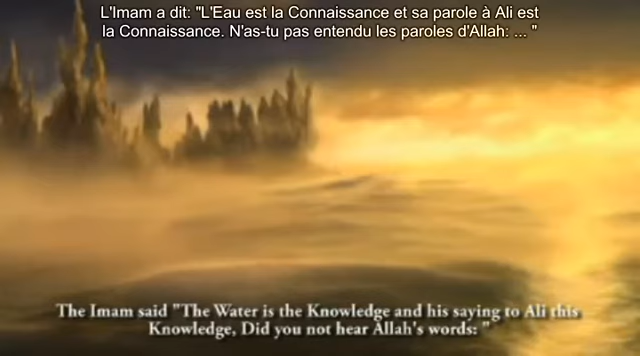 L'Imam a dit: "L'Eau est la Connaissance et sa parole à Ali est
la Connaissance. N'as-tu pas entendu les paroles d'Allah: ... "
The Imam said "The Water is the Knowledge and his saying to Ali this
Knowledge, Did you not hear Allah's words: "